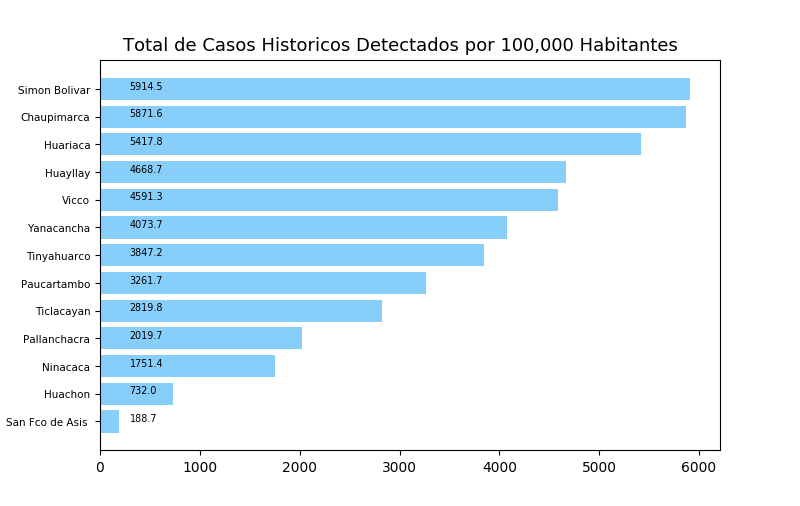 Total de Casos Historicos Detectados por 100,000 Habitantes
Simon Bolivar 5914.5
Chaupimarca 5871.6
Huariaca 5417.8
Huayllay 4668.7
Vicco 4591.3
Yanacancha 4073.7
Tinyahuarco 3847.2
Paucartambo 3261.7
Ticlacayan 2819.8
Pallanchacra 2019.7
Ninacaca 1751.4
Huachon 732.0
San Fco de Asis 188.7
0 1000 2000 3000 4000 5000 6000